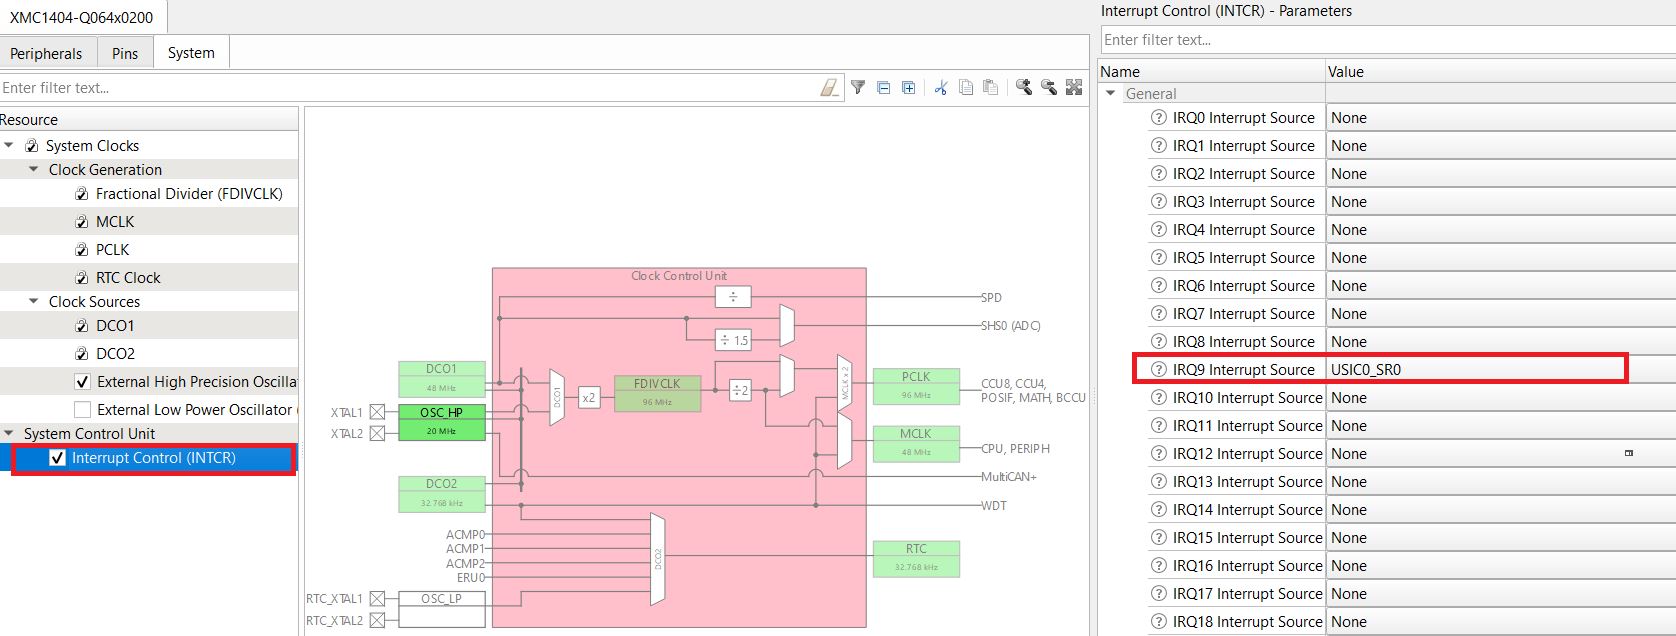 XMC1404-Q064x0200
Peripherals Pins System
Enter filter text...
Resource
System Clocks
Clock Generation
Fractional Divider (FDIVCLK)
MCLK
PCLK
RTC Clock
Clock Sources
DCO1
DCO2
External High Precision Oscilla
External Low Power Oscillator (
System Control Unit
Interrupt Control (INTCR)
Clock Control Unit
÷
SPD
÷ 1.5
SHS0 (ADC)
DCO1
48 MHz
XTAL1
XTAL2
OSC_HP
20 MHz
DCO1
x2
FDIVCLK
96 MHz
÷2
MCLK x 2
PCLK
96 MHz
CCU8, CCU4,
POSIF, MATH, BCCU
MCLK
48 MHz
CPU, PERIPH
MultiCAN+
WDT
DCO2
32.768 kHz
ACMP0
ACMP1
ACMP2
ERU0
DCO2
RTC
32.768 kHz
RTC_XTAL1
RTC_XTAL2
OSC_LP
Interrupt Control (INTCR) - Parameters
Enter filter text...
Name Value
General
? IRQ0 Interrupt Source None
? IRQ1 Interrupt Source None
? IRQ2 Interrupt Source None
? IRQ3 Interrupt Source None
? IRQ4 Interrupt Source None
? IRQ5 Interrupt Source None
? IRQ6 Interrupt Source None
? IRQ7 Interrupt Source None
? IRQ8 Interrupt Source None
? IRQ9 Interrupt Source USIC0_SR0
? IRQ10 Interrupt Source None
? IRQ11 Interrupt Source None
? IRQ12 Interrupt Source None
? IRQ13 Interrupt Source None
? IRQ14 Interrupt Source None
? IRQ15 Interrupt Source None
? IRQ16 Interrupt Source None
? IRQ17 Interrupt Source None
? IRQ18 Interrupt Source None